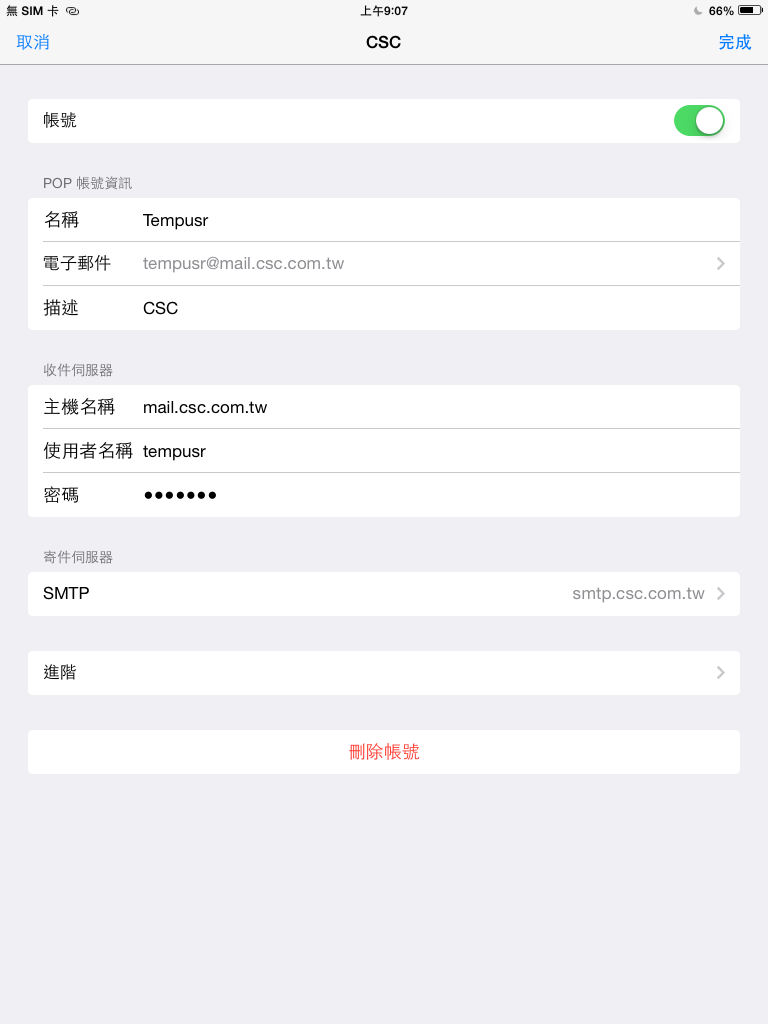 無 SIM 卡 上午9:07 66%
取消 CSC 完成
帳號
POP 帳號資訊
名稱 Tempusr
電子郵件 tempusr@mail.csc.com.tw
描述 CSC
收件伺服器
主機名稱 mail.csc.com.tw
使用者名稱 tempusr
密碼 ●●●●●●●
寄件伺服器
SMTP smtp.csc.com.tw
進階
刪除帳號